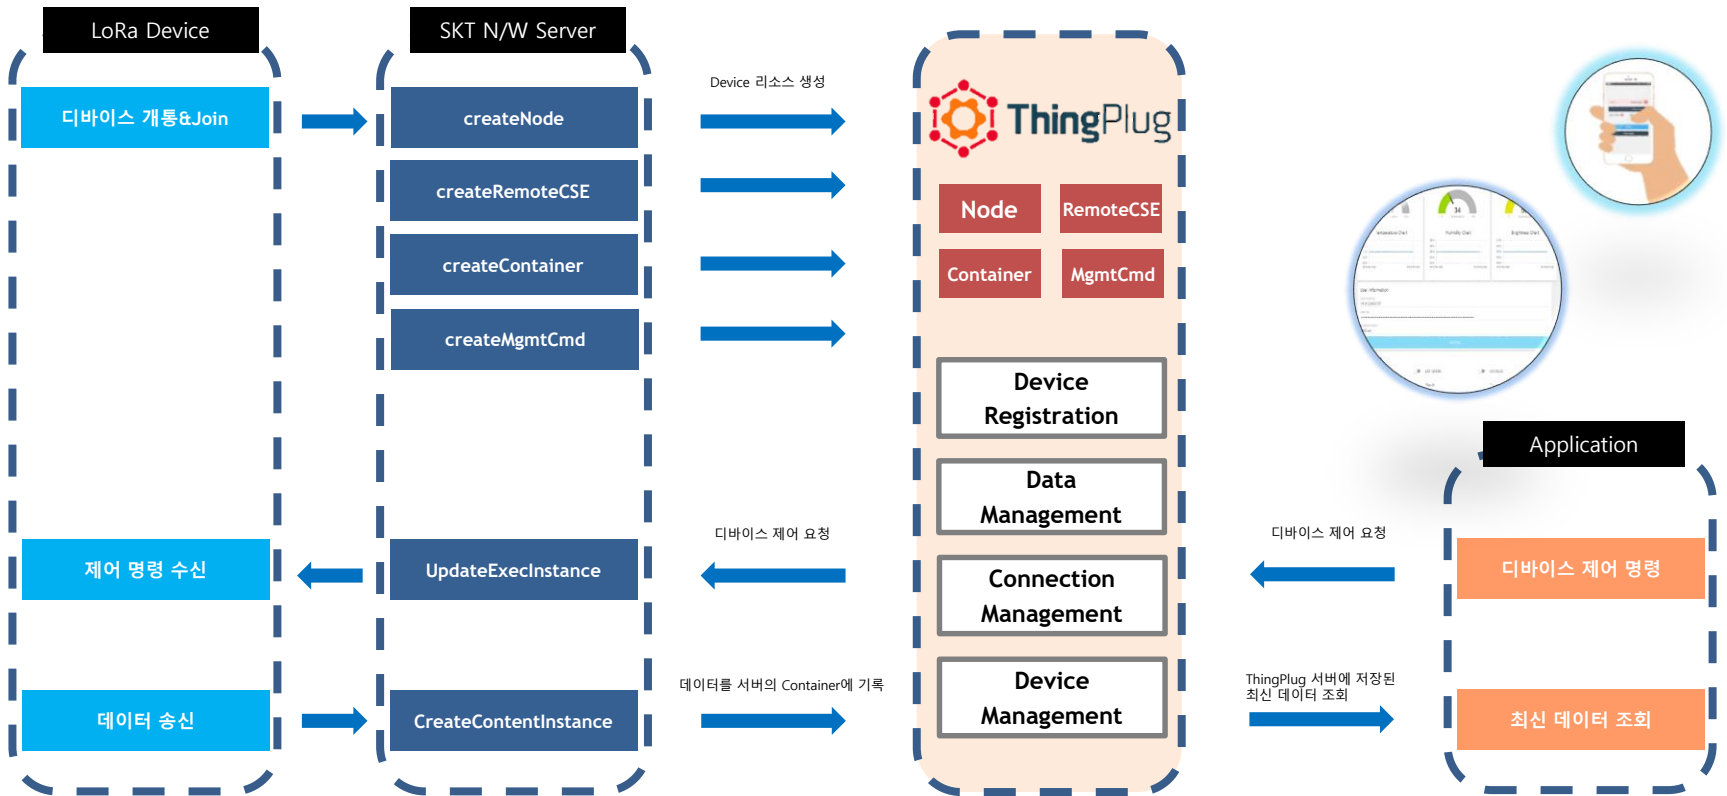 LoRa Device
SKT N/W Server
디바이스 개통&Join
createNode
Device 리소스 생성
ThingPlug
createRemoteCSE
Node
RemoteCSE
createContainer
Container
MgmtCmd
createMgmtCmd
Device
Registration
Data
Management
Application
제어 명령 수신
UpdateExecInstance
디바이스 제어 요청
Connection
Management
디바이스 제어 요청
디바이스 제어 명령
데이터 송신
CreateContentInstance
데이터를 서버의 Container에 기록
Device
Management
ThingPlug 서버에 저장된
최신 데이터 조회
최신 데이터 조회